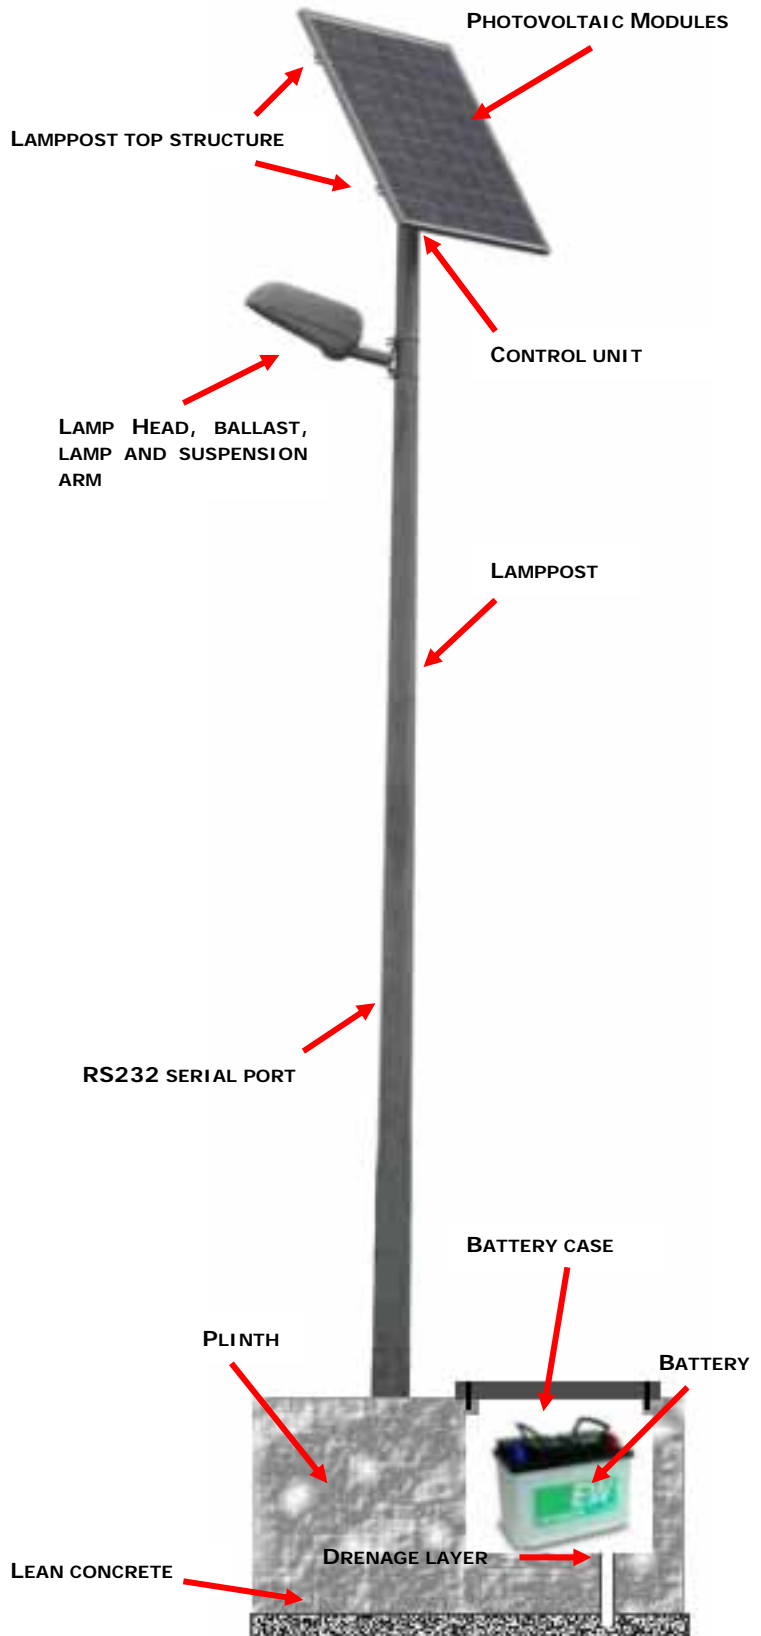 PHOTOVOLTAIC MODULES
LAMPPOST TOP STRUCTURE
CONTROL UNIT
LAMP HEAD, BALLAST,
LAMP AND SUSPENSION
ARM
LAMPPOST
RS232 SERIAL PORT
BATTERY CASE
PLINTH
BATTERY
DRENAGE LAYER
LEAN CONCRETE